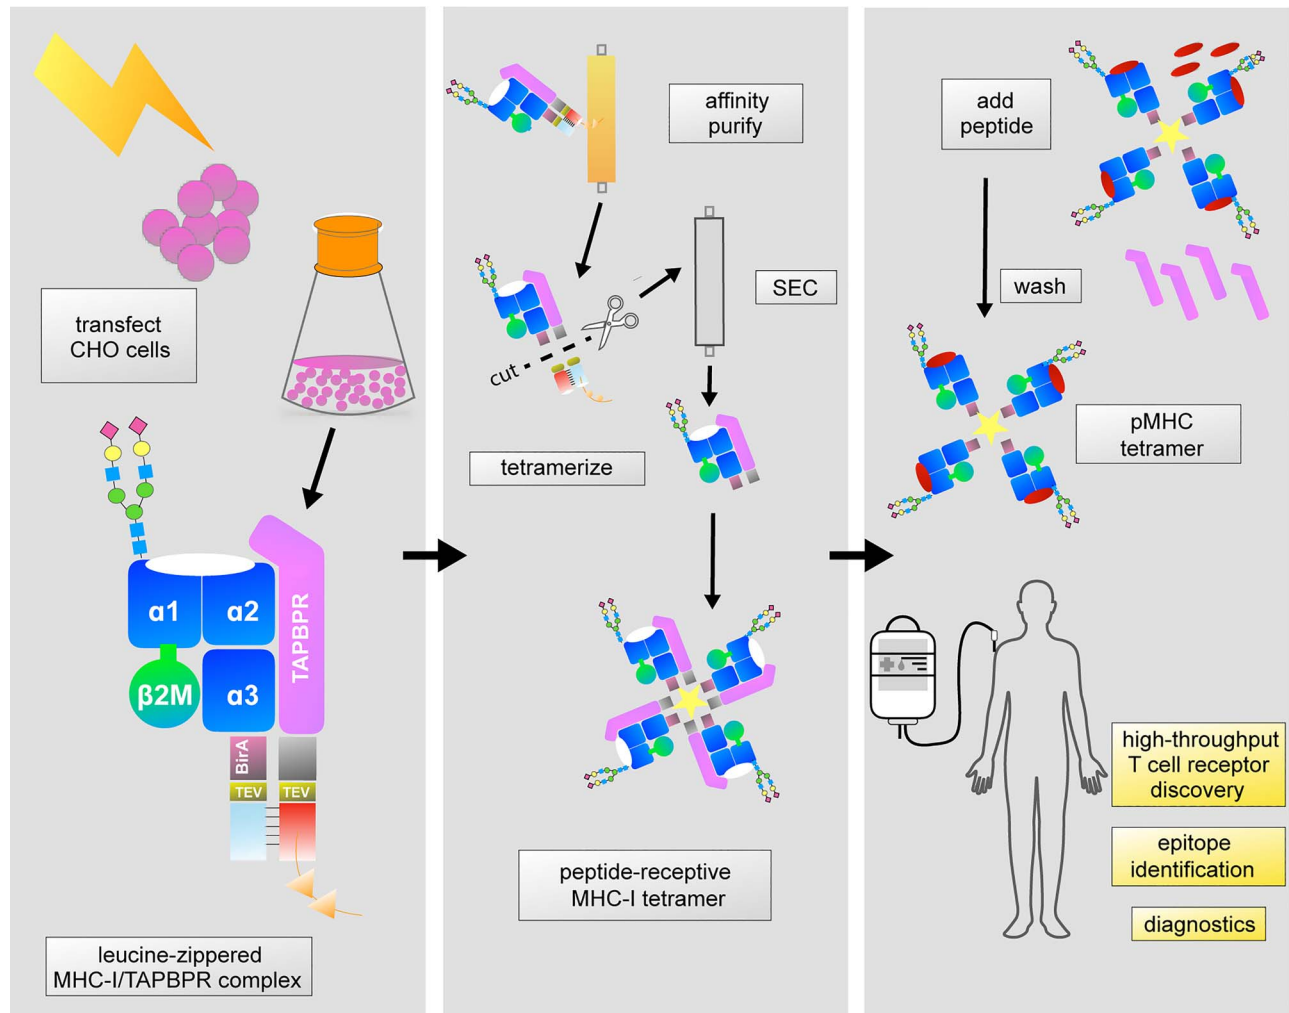 transfect
CHO cells
α1
α2
β2M
α3
TAPBPR
BirA
TEV
TEV
leucine-zippered
MHC-I/TAPBPR complex
affinity
purify
cut
SEC
tetramerize
peptide-receptive
MHC-I tetramer
add
peptide
wash
pMHC
tetramer
high-throughput
T cell receptor
discovery
epitope
identification
diagnostics